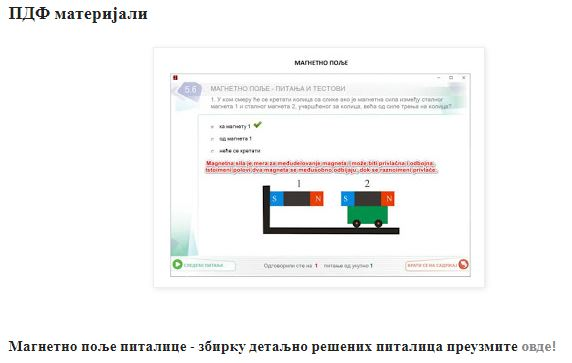 ПДФ материјали
МАГНЕТНО ПОЉЕ
5.6
МАГНЕТНО ПОЉЕ - ПИТАЊА И ТЕСТОВИ
1. У ком смеру ће се кретати колица са слике ако је магнетна сила између сталног
магнета 1 и сталног магнета 2, учвршћеног за колица, већа од силе трења на колица?
ка магнету 1
од магнета 1
неће се кретати
Magnetna sila je mera za međudelovanje magneta i može biti privlačna i odbojna.
Istoimeni polovi dva magneta se međusobno odbijaju, dok se raznoimeni privlače.
1 2
S N S N
СЛЕДЕЋЕ ПИТАЊЕ
Одговорили сте на 1 питање од укупно 1
ВРАТИ СЕ НА САДРЖАЈ
Магнетно поље питалице - збирку детаљно решених питалица преузмите овде!